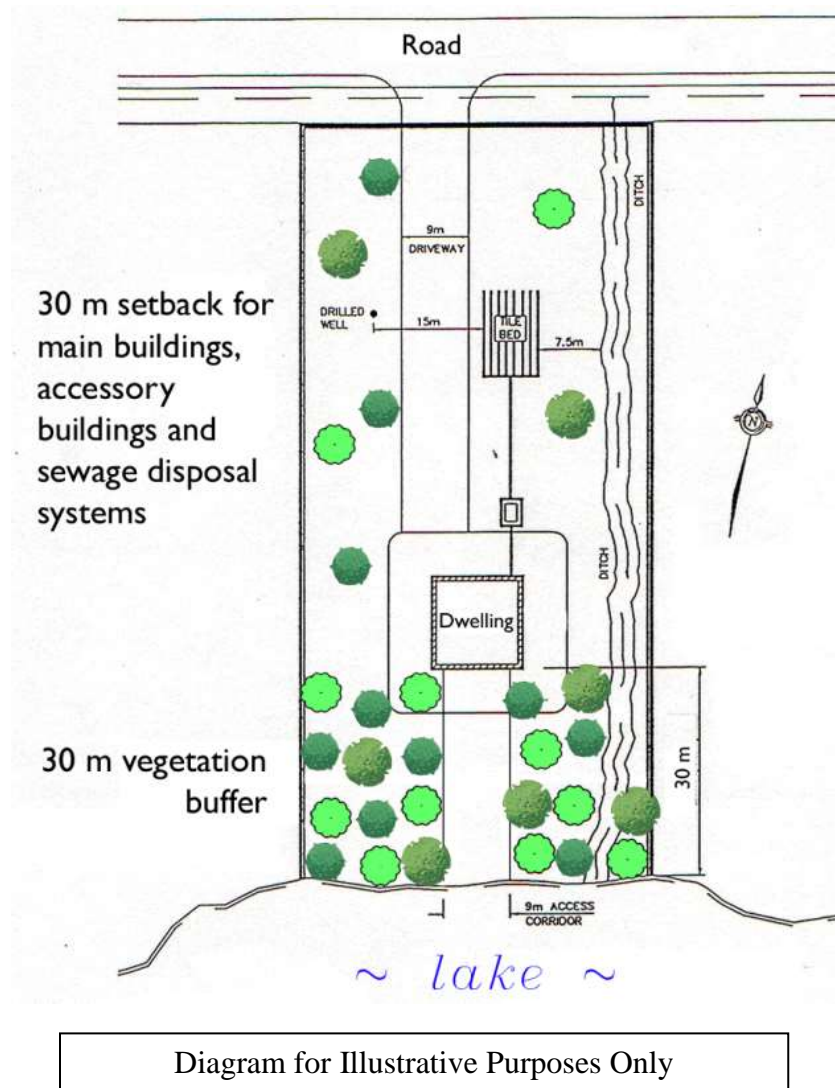 Road
DITCH
9m
DRIVEWAY
30 m setback for
main buildings,
accessory
buildings and
sewage disposal
systems
DRILLED
WELL
15m
TILE
BED
7.5m
N
DITCH
Dwelling
30 m vegetation
buffer
30 m
9m ACCESS
CORRIDOR
~ lake ~
Diagram for Illustrative Purposes Only